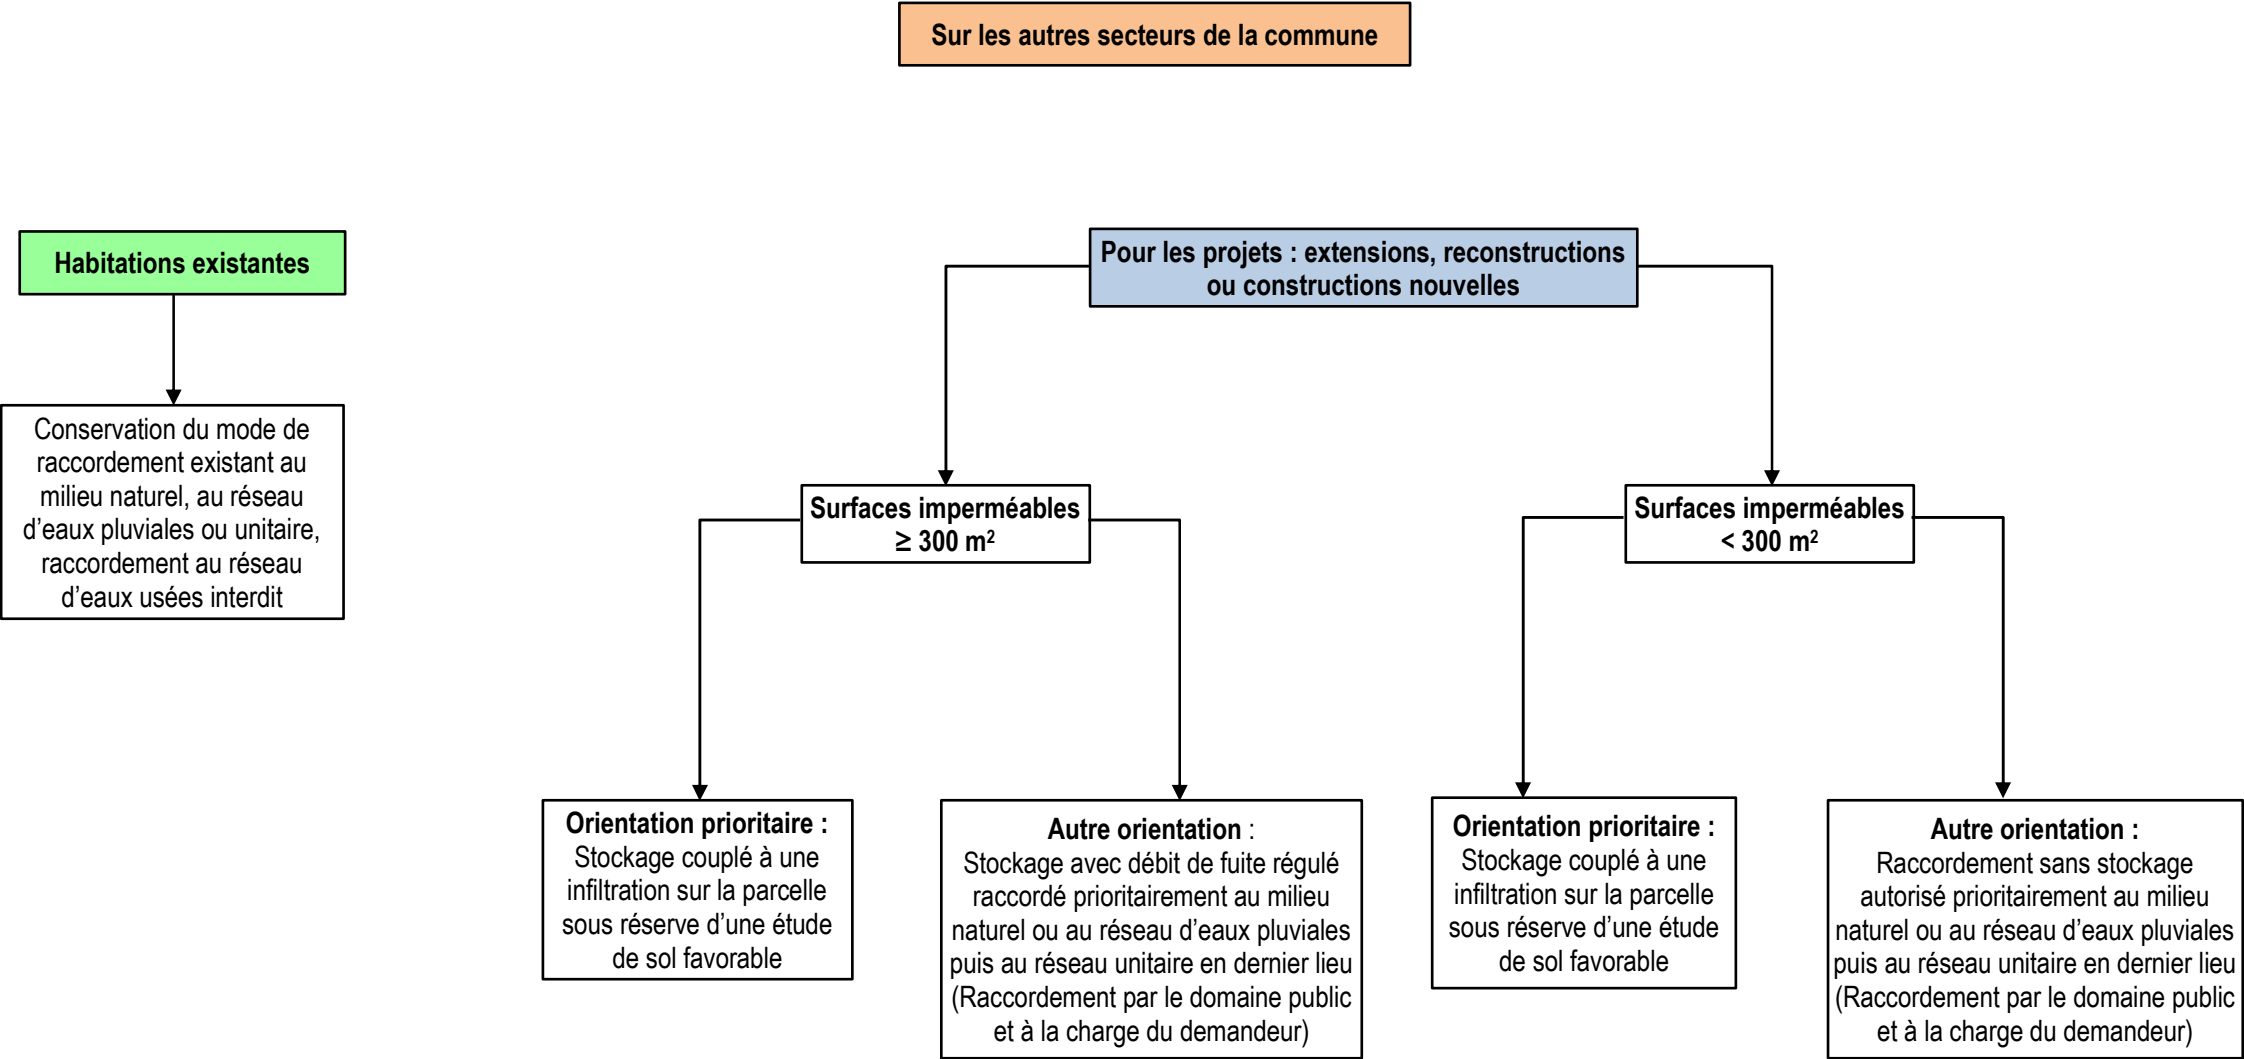 Sur les autres secteurs de la commune
Habitations existantes
Pour les projets : extensions, reconstructions
ou constructions nouvelles
Conservation du mode de
raccordement existant au
milieu naturel, au réseau
d’eaux pluviales ou unitaire,
raccordement au réseau
d’eaux usées interdit
Surfaces imperméables
≥ 300 m²
Surfaces imperméables
< 300 m²
Orientation prioritaire :
Stockage couplé à une
infiltration sur la parcelle
sous réserve d’une étude
de sol favorable
Autre orientation :
Stockage avec débit de fuite régulé
raccordé prioritairement au milieu
naturel ou au réseau d’eaux pluviales
puis au réseau unitaire en dernier lieu
(Raccordement par le domaine public
et à la charge du demandeur)
Orientation prioritaire :
Stockage couplé à une
infiltration sur la parcelle
sous réserve d’une étude
de sol favorable
Autre orientation :
Raccordement sans stockage
autorisé prioritairement au milieu
naturel ou au réseau d’eaux pluviales
puis au réseau unitaire en dernier lieu
(Raccordement par le domaine public
et à la charge du demandeur)